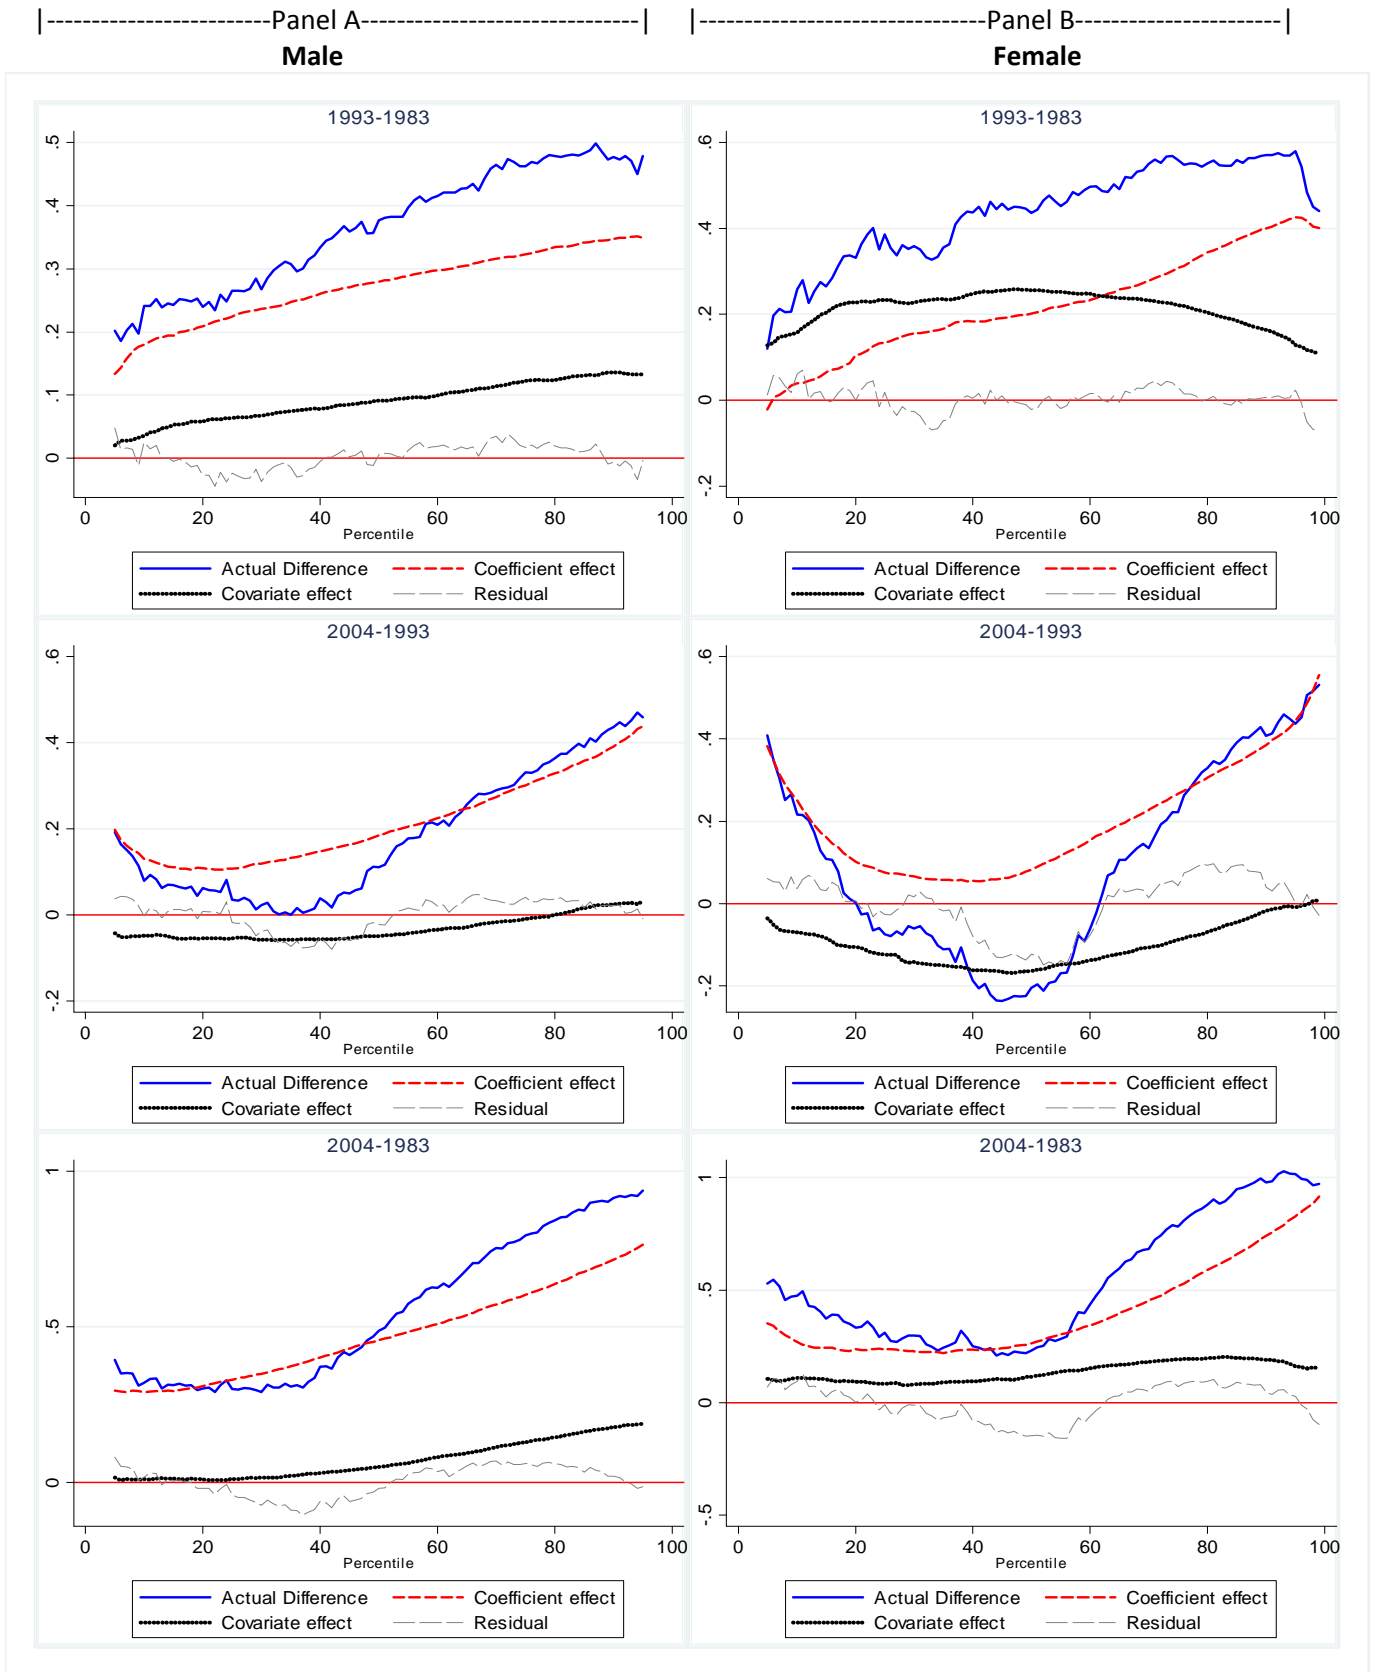 |-------------------------Panel A-------------------------------| |--------------------------------Panel B-----------------------|
Male Female
1993-1983
.5
.4
.3
.2
.1
0
0 20 40 60 80 100
Percentile
Actual Difference Coefficient effect
Covariate effect Residual
1993-1983
.6
.4
.2
0
-.2
0 20 40 60 80 100
Percentile
Actual Difference Coefficient effect
Covariate effect Residual
2004-1993
.6
.4
.2
0
-.2
0 20 40 60 80 100
Percentile
Actual Difference Coefficient effect
Covariate effect Residual
2004-1993
.6
.4
.2
0
-.2
0 20 40 60 80 100
Percentile
Actual Difference Coefficient effect
Covariate effect Residual
2004-1983
1
.5
0
0 20 40 60 80 100
Percentile
Actual Difference Coefficient effect
Covariate effect Residual
2004-1983
1
.5
0
-.5
0 20 40 60 80 100
Percentile
Actual Difference Coefficient effect
Covariate effect Residual